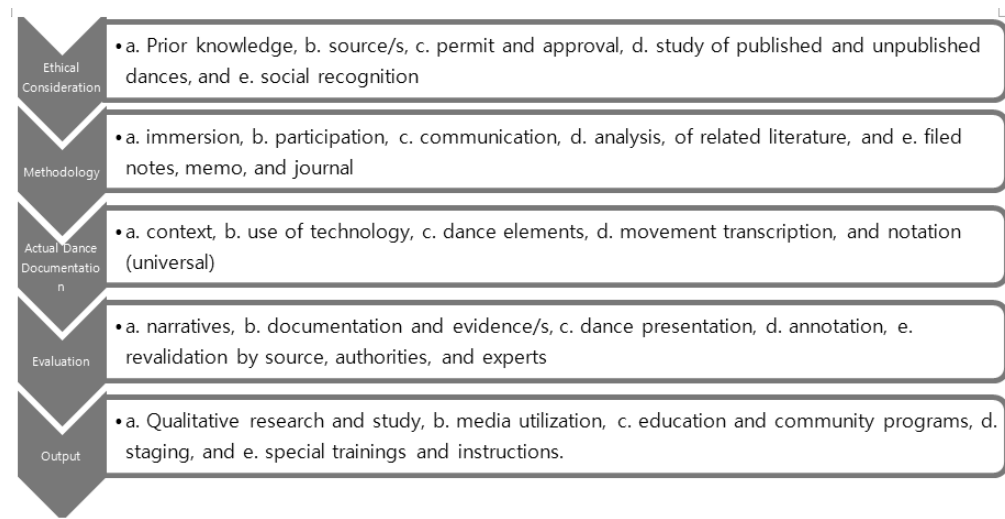 Ethical
Consideration
• a. Prior knowledge, b. source/s, c. permit and approval, d. study of published and unpublished
dances, and e. social recognition
Methodology
• a. immersion, b. participation, c. communication, d. analysis, of related literature, and e. filed
notes, memo, and journal
Actual Dance
Documentatio
n
• a. context, b. use of technology, c. dance elements, d. movement transcription, and notation
(universal)
Evaluation
• a. narratives, b. documentation and evidence/s, c. dance presentation, d. annotation, e.
revalidation by source, authorities, and experts
Output
• a. Qualitative research and study, b. media utilization, c. education and community programs, d.
staging, and e. special trainings and instructions.